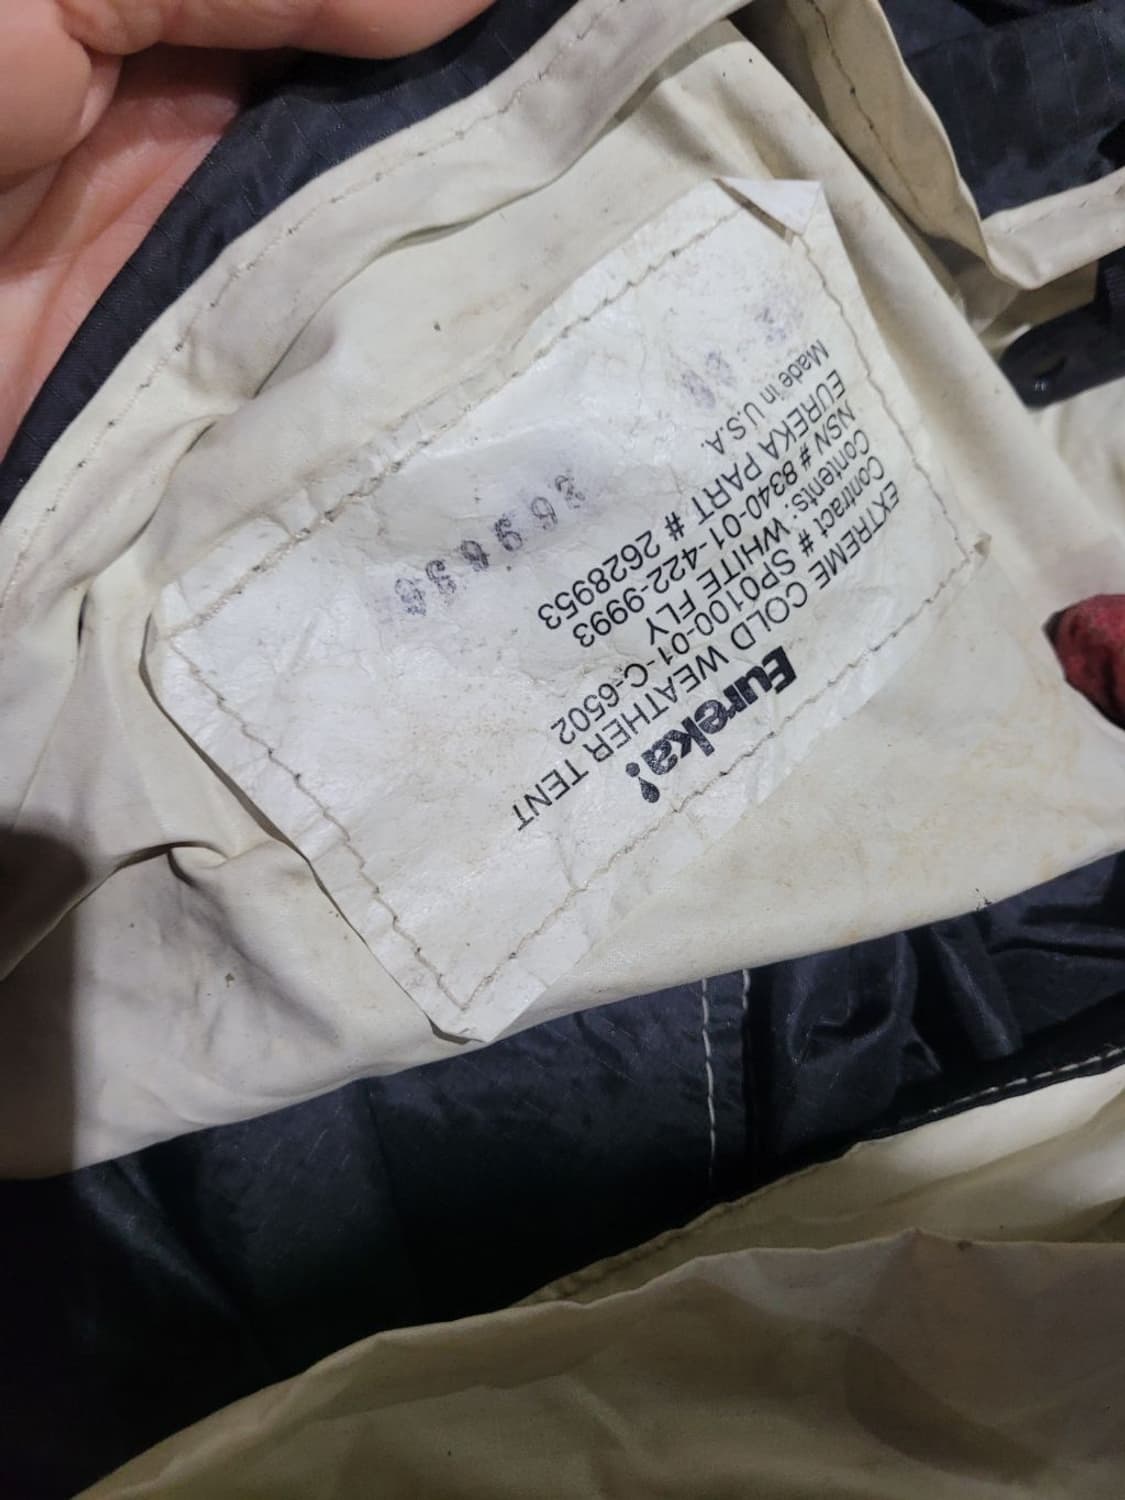 Eureka!
EXTREME COLD WEATHER TENT
Contract # SP0100-01-C-6502
Contents: WHITE FLY
NSN # 8340-01-422-9993
EUREKA PART # 2628953
Made in U.S.A.